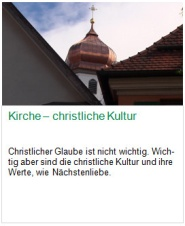 Kirche – christliche Kultur
Christlicher Glaube ist nicht wichtig. Wich-
tig aber sind die christliche Kultur und ihre
Werte, wie Nächstenliebe.